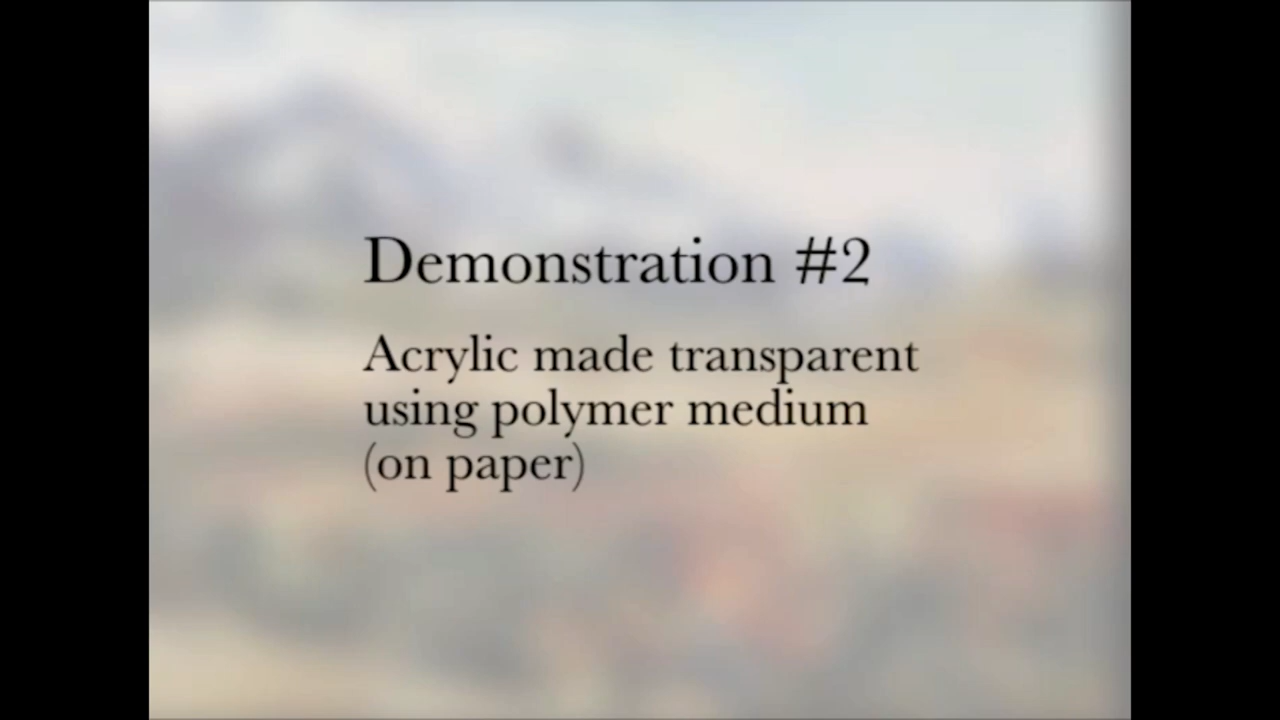 Demonstration #2
Acrylic made transparent
using polymer medium
(on paper)